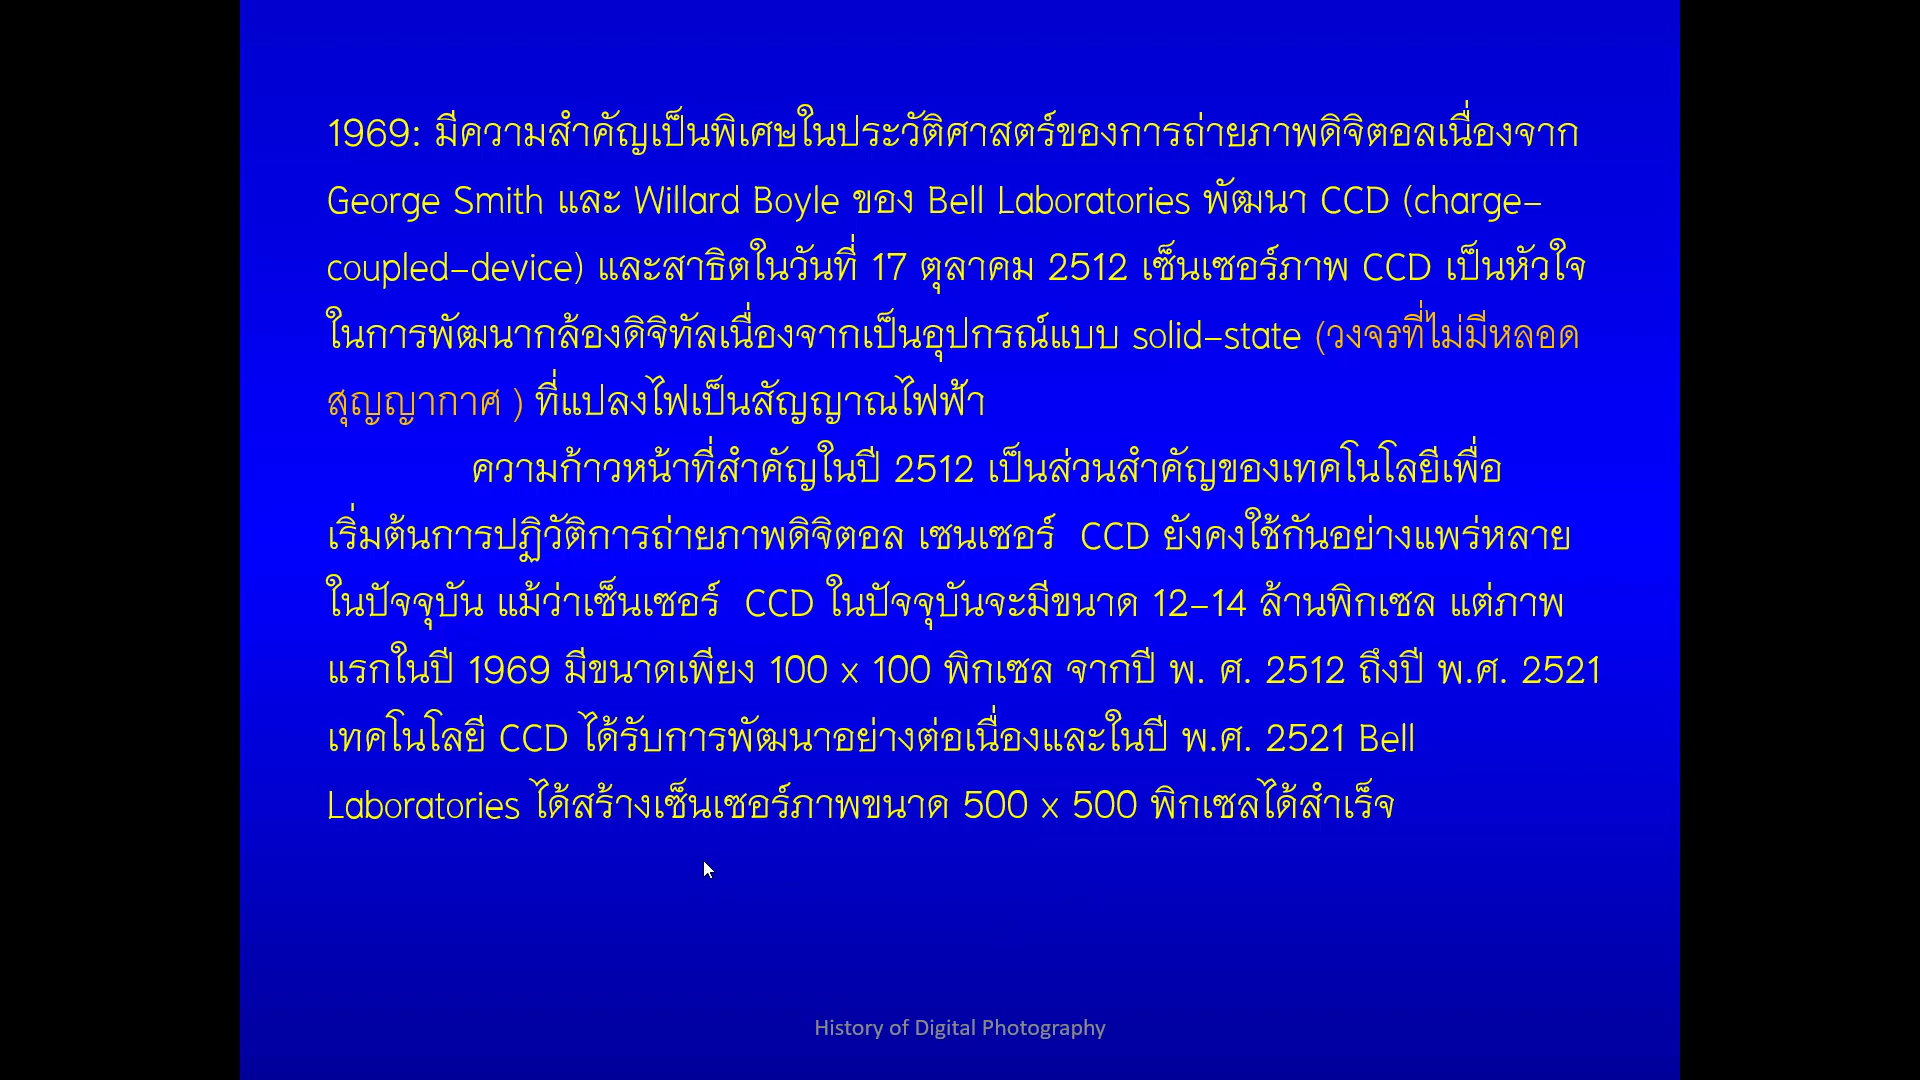 1969: มีความสำคัญเป็นพิเศษในประวัติศาสตร์ของการถ่ายภาพดิจิตอลเนื่องจาก
George Smith และ Willard Boyle ของ Bell Laboratories พัฒนา CCD (charge-
coupled-device) และสาธิตในวันที่ 17 ตุลาคม 2512 เซ็นเซอร์ภาพ CCD เป็นหัวใจ
ในการพัฒนากล้องดิจิทัลเนื่องจากเป็นอุปกรณ์แบบ solid-state (วงจรที่ไม่มีหลอด
สุญญากาศ ) ที่แปลงไฟเป็นสัญญาณไฟฟ้า
ความก้าวหน้าที่สำคัญในปี 2512 เป็นส่วนสำคัญของเทคโนโลยีเพื่อ
เริ่มต้นการปฏิวัติการถ่ายภาพดิจิตอล เซนเซอร์ CCD ยังคงใช้กันอย่างแพร่หลาย
ในปัจจุบัน แม้ว่าเซ็นเซอร์ CCD ในปัจจุบันจะมีขนาด 12-14 ล้านพิกเซล แต่ภาพ
แรกในปี 1969 มีขนาดเพียง 100 x 100 พิกเซล จากปี พ. ศ. 2512 ถึงปี พ.ศ. 2521
เทคโนโลยี CCD ได้รับการพัฒนาอย่างต่อเนื่องและในปี พ.ศ. 2521 Bell
Laboratories ได้สร้างเซ็นเซอร์ภาพขนาด 500 x 500 พิกเซลได้สำเร็จ
History of Digital Photography